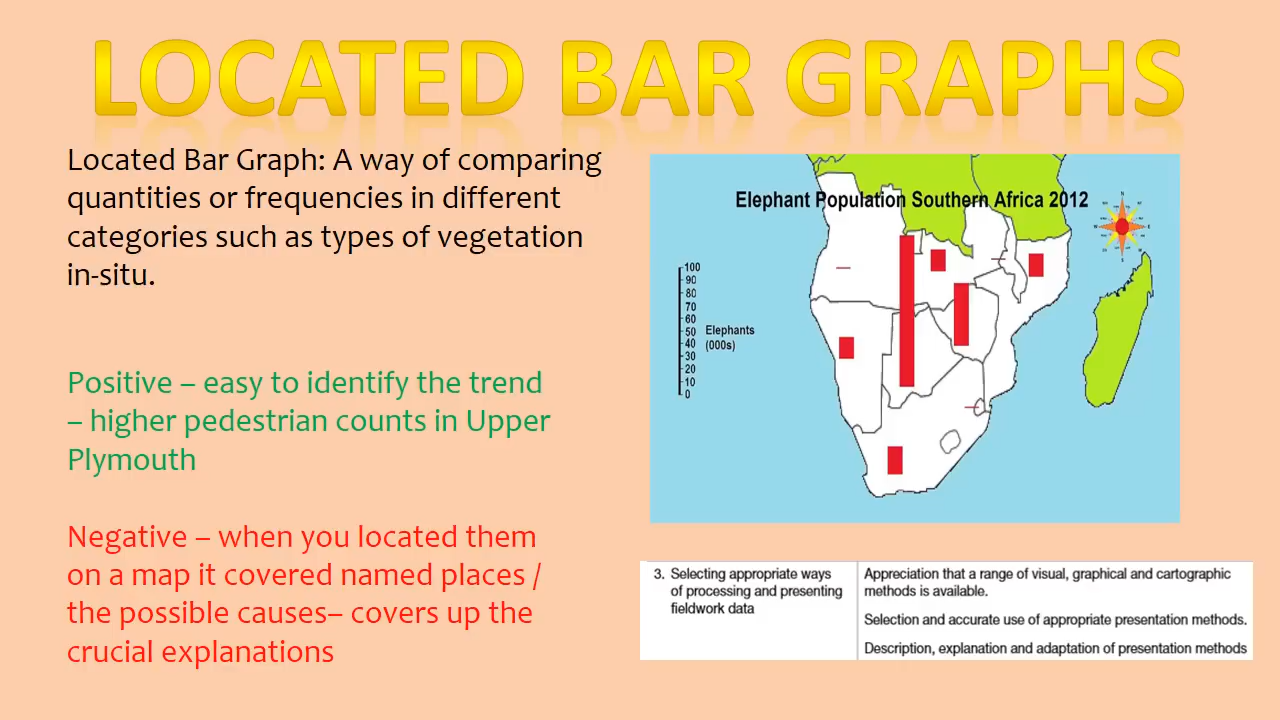 LOCATED BAR GRAPHS
Located Bar Graph: A way of comparing
quantities or frequencies in different
categories such as types of vegetation
in-situ.
Positive – easy to identify the trend
– higher pedestrian counts in Upper
Plymouth
Negative – when you located them
on a map it covered named places /
the possible causes– covers up the
crucial explanations
Elephant Population Southern Africa 2012
100
90
80
70
60
50
40
30
20
10
0
Elephants
(000s)
3. Selecting appropriate ways
of processing and presenting
fieldwork data
Appreciation that a range of visual, graphical and cartographic
methods is available.
Selection and accurate use of appropriate presentation methods.
Description, explanation and adaptation of presentation methods